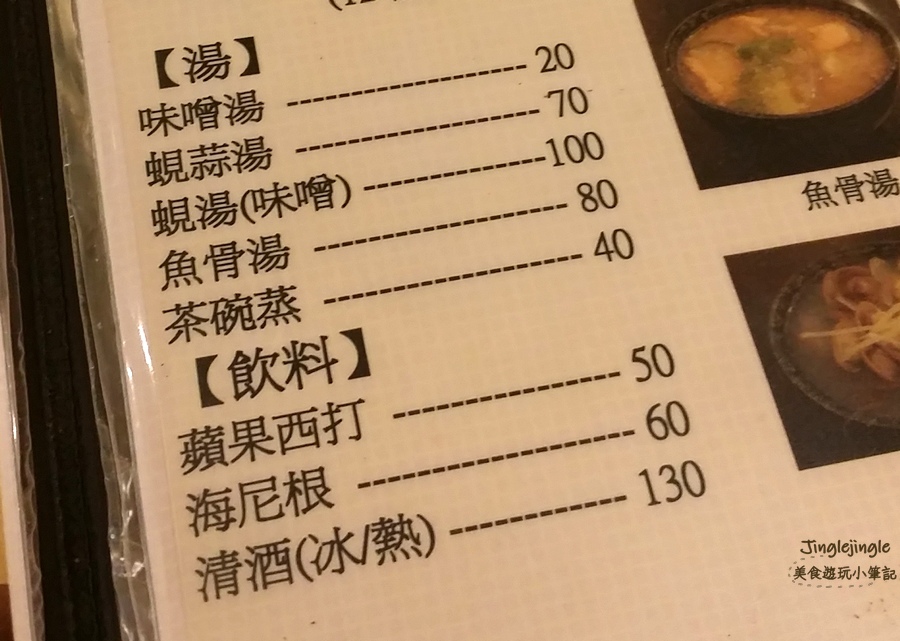 【湯】
味噌湯 ---------------------- 20
蜆蒜湯 ---------------------- 70
蜆湯(味噌) ---------------- 100
魚骨湯 ---------------------- 80
茶碗蒸 ---------------------- 40
【飲料】
蘋果西打 ------------------- 50
海尼根 ----------------------- 60
清酒(冰/熱) --------------- 130
魚骨湯
Jinglejingle
美食遊玩小筆記